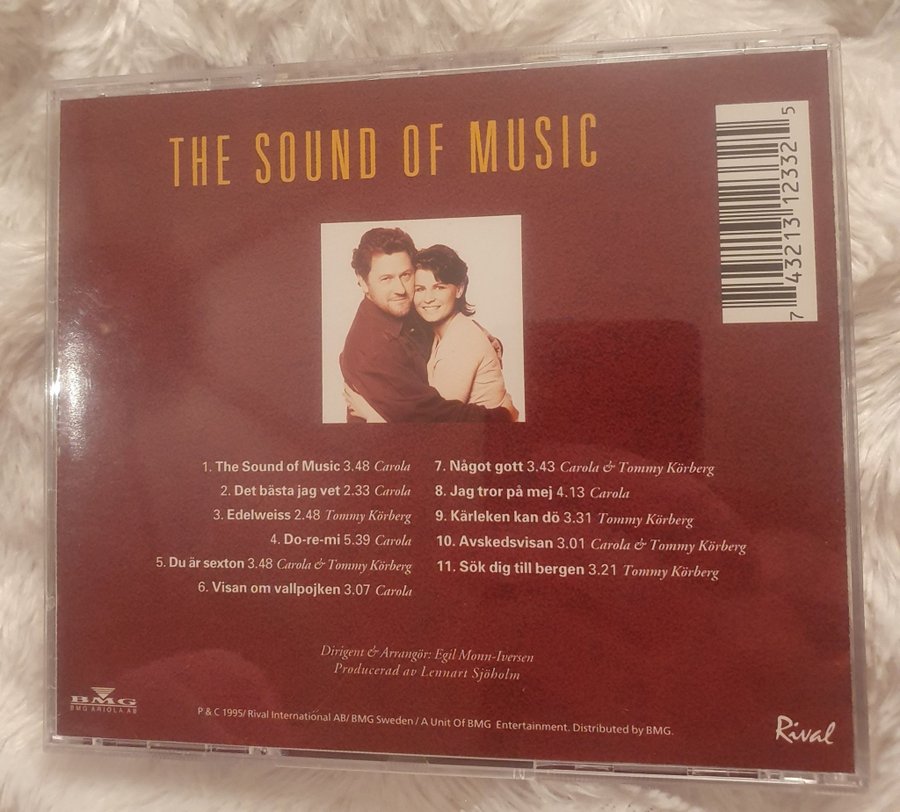 THE SOUND OF MUSIC
7 43213 12332 5
1. The Sound of Music 3.48 Carola
2. Det bästa jag vet 2.33 Carola
3. Edelweiss 2.48 Tommy Körberg
4. Do-re-mi 5.39 Carola
5. Du är sexton 3.48 Carola & Tommy Körberg
6. Visan om vallpojken 3.07 Carola
7. Något gott 3.43 Carola & Tommy Körberg
8. Jag tror på mej 4.13 Carola
9. Kärleken kan dö 3.31 Tommy Körberg
10. Avskedsvisan 3.01 Carola & Tommy Körberg
11. Sök dig till bergen 3.21 Tommy Körberg
Dirigent & Arrangör: Egil Monn-Iversen
Producerad av Lennart Sjöholm
BMG
BMG ARIOLA AB
P & C 1995/ Rival International AB/ BMG Sweden / A Unit Of BMG Entertainment. Distributed by BMG.
Rival